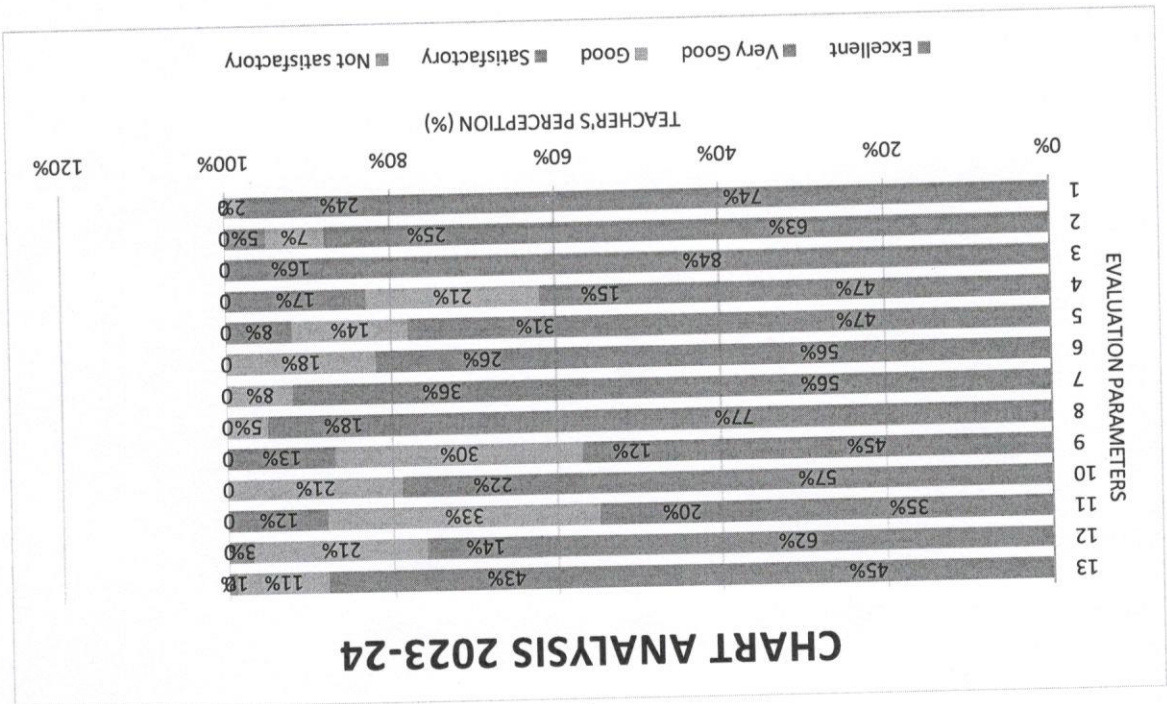 CHART ANALYSIS 2023-24
EVALUATION PARAMETERS
13 45% 43% 11% 1%
12 62% 14% 21% 3% 0
11 35% 20% 33% 12% 0
10 57% 22% 21% 0
9 45% 12% 30% 13% 0
8 77% 18% 5% 0
7 56% 36% 8% 0
6 56% 26% 18% 0
5 47% 31% 14% 8% 0
4 47% 15% 21% 17% 0
3 84% 16% 0
2 63% 25% 7% 5% 0
1 74% 24% 2% 0
0% 20% 40% 60% 80% 100% 120%
TEACHER'S PERCEPTION (%)
Excellent Very Good Good Satisfactory Not satisfactory